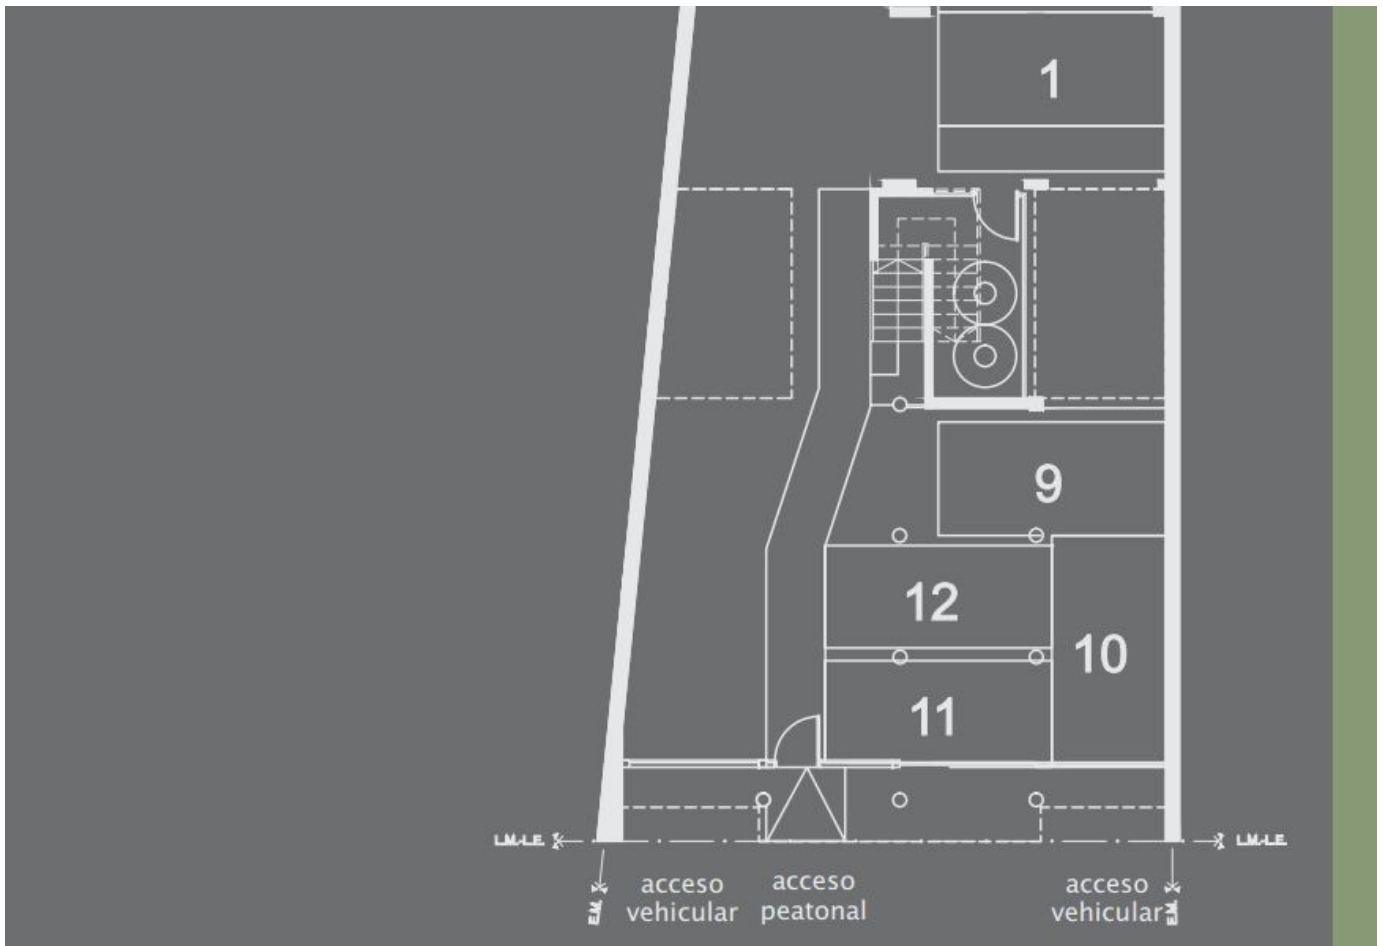 1
9
12
10
11
L.M.-L.E.
L.M.-L.E.
E.M.
E.M.
acceso
vehicular
acceso
peatonal
acceso
vehicular